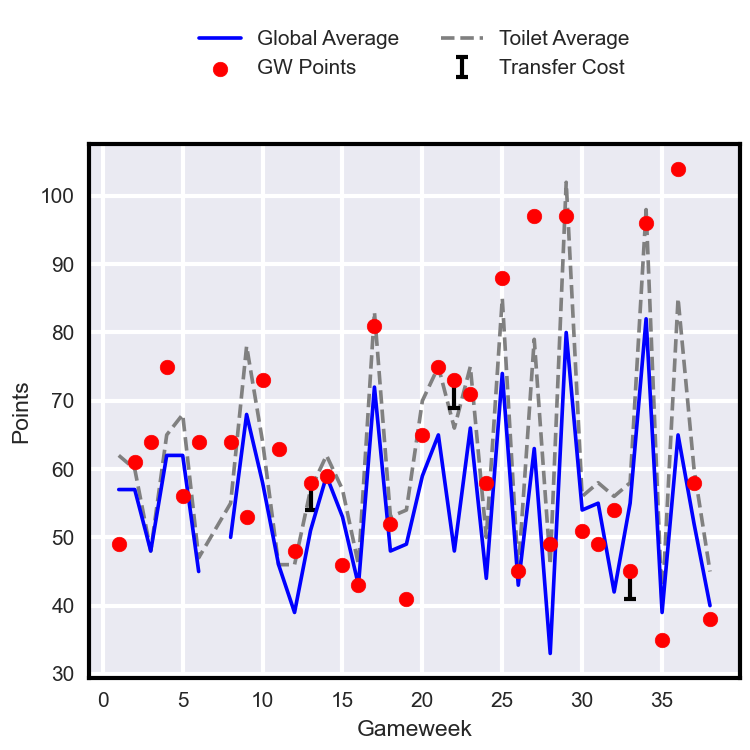 Global Average
Toilet Average
GW Points
Transfer Cost
100
90
80
70
60
50
40
30
Points
0 5 10 15 20 25 30 35
Gameweek